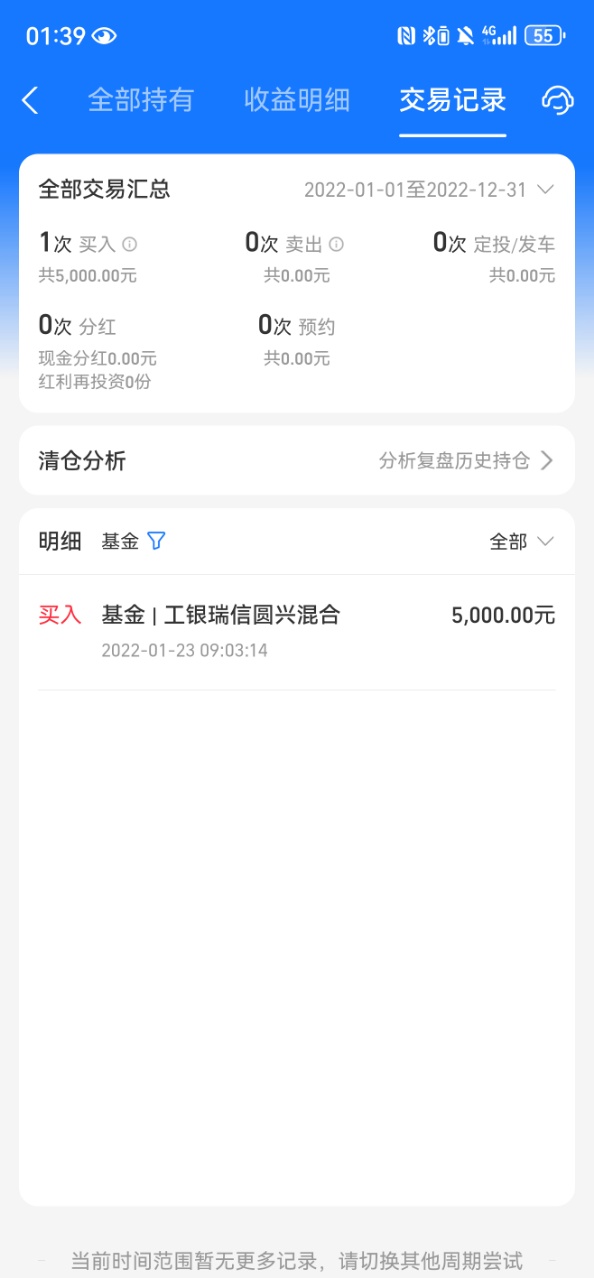 01:39 4G 55
全部持有 收益明细 交易记录
全部交易汇总 2022-01-01至2022-12-31
1次 买入 0次 卖出 0次 定投/发车
共5,000.00元 共0.00元 共0.00元
0次 分红 0次 预约
现金分红0.00元 共0.00元
红利再投资0份
清仓分析 分析复盘历史持仓
明细 基金 全部
买入 基金 | 工银瑞信圆兴混合 5,000.00元
2022-01-23 09:03:14
当前时间范围暂无更多记录，请切换其他周期尝试